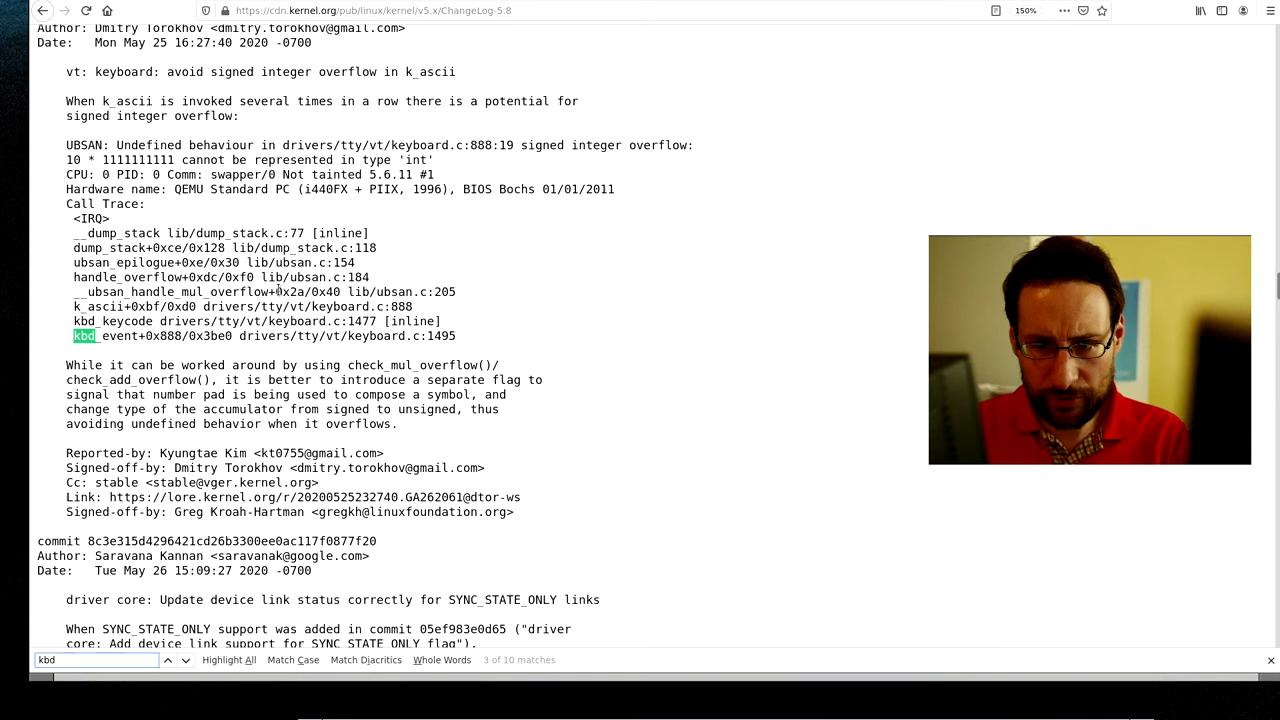 https://cdn.kernel.org/pub/linux/kernel/v5.x/ChangeLog-5.8
150%
Author: Dmitry Torokhov <dmitry.torokhov@gmail.com>
Date:   Mon May 25 16:27:40 2020 -0700
vt: keyboard: avoid signed integer overflow in k_ascii
When k_ascii is invoked several times in a row there is a potential for
signed integer overflow:
UBSAN: Undefined behaviour in drivers/tty/vt/keyboard.c:888:19 signed integer overflow:
10 * 1111111111 cannot be represented in type 'int'
CPU: 0 PID: 0 Comm: swapper/0 Not tainted 5.6.11 #1
Hardware name: QEMU Standard PC (i440FX + PIIX, 1996), BIOS Bochs 01/01/2011
Call Trace:
<IRQ>
__dump_stack lib/dump_stack.c:77 [inline]
dump_stack+0xce/0x128 lib/dump_stack.c:118
ubsan_epilogue+0xe/0x30 lib/ubsan.c:154
handle_overflow+0xdc/0xf0 lib/ubsan.c:184
__ubsan_handle_mul_overflow+0x2a/0x40 lib/ubsan.c:205
k_ascii+0xbf/0xd0 drivers/tty/vt/keyboard.c:888
kbd_keycode drivers/tty/vt/keyboard.c:1477 [inline]
kbd_event+0x888/0x3be0 drivers/tty/vt/keyboard.c:1495
While it can be worked around by using check_mul_overflow()/
check_add_overflow(), it is better to introduce a separate flag to
signal that number pad is being used to compose a symbol, and
change type of the accumulator from signed to unsigned, thus
avoiding undefined behavior when it overflows.
Reported-by: Kyungtae Kim <kt0755@gmail.com>
Signed-off-by: Dmitry Torokhov <dmitry.torokhov@gmail.com>
Cc: stable <stable@vger.kernel.org>
Link: https://lore.kernel.org/r/20200525232740.GA262061@dtor-ws
Signed-off-by: Greg Kroah-Hartman <gregkh@linuxfoundation.org>
commit 8c3e315d4296421cd26b3300ee0ac117f0877f20
Author: Saravana Kannan <saravanak@google.com>
Date:   Tue May 26 15:09:27 2020 -0700
driver core: Update device link status correctly for SYNC_STATE_ONLY links
When SYNC_STATE_ONLY support was added in commit 05ef983e0d65 ("driver
core: Add device link support for SYNC_STATE_ONLY flag"),
kbd
Highlight All
Match Case
Match Diacritics
Whole Words
3 of 10 matches